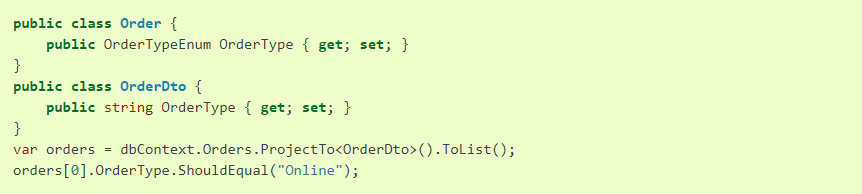 public class Order {
    public OrderTypeEnum OrderType { get; set; }
}
public class OrderDto {
    public string OrderType { get; set; }
}
var orders = dbContext.Orders.ProjectTo<OrderDto>().ToList();
orders[0].OrderType.ShouldEqual("Online");